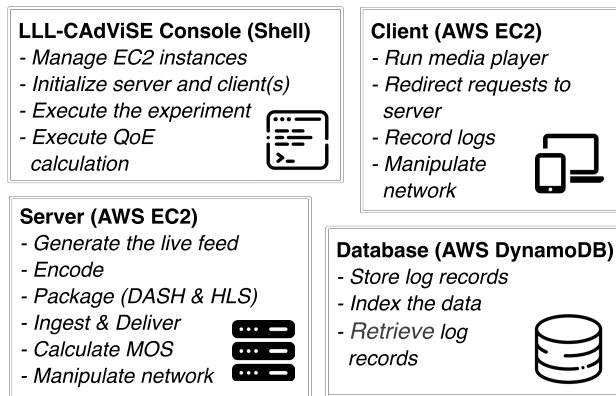 LLL-CAdViSE Console (Shell)
- Manage EC2 instances
- Initialize server and client(s)
- Execute the experiment
- Execute QoE
calculation
Client (AWS EC2)
- Run media player
- Redirect requests to
server
- Record logs
- Manipulate
network
Server (AWS EC2)
- Generate the live feed
- Encode
- Package (DASH & HLS)
- Ingest & Deliver
- Calculate MOS
- Manipulate network
Database (AWS DynamoDB)
- Store log records
- Index the data
- Retrieve log
records